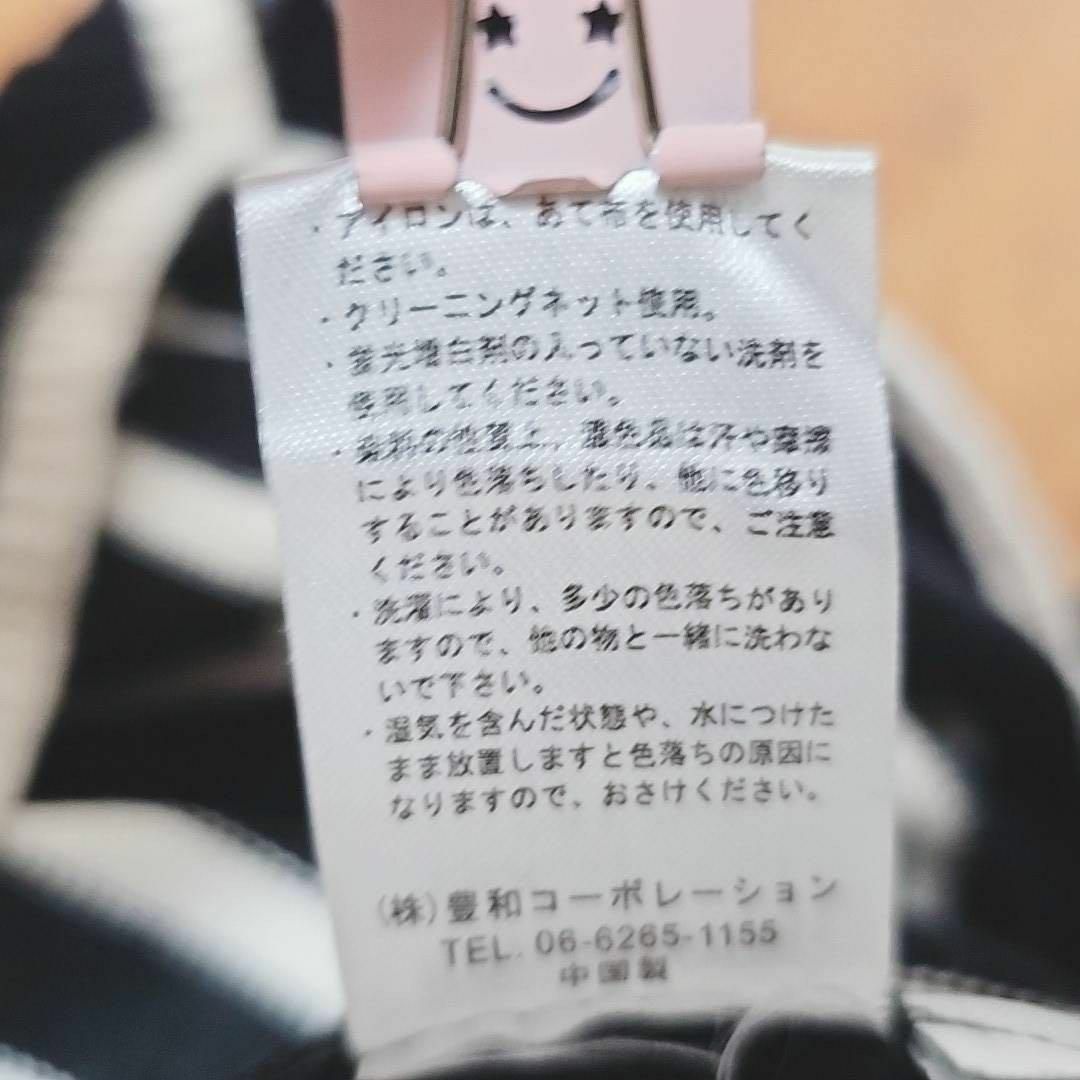 ・アイロンは、あて布を使用してく
ださい。
・クリーニングネット使用。
・蛍光増白剤の入っていない洗剤を
使用してください。
・染料の性質上、濃色品は汗や摩擦
により色落ちしたり、他に色移り
することがありますので、ご注意
ください。
・洗濯により、多少の色落ちがあり
ますので、他の物と一緒に洗わな
いで下さい。
・湿気を含んだ状態や、水につけた
まま放置しますと色落ちの原因に
なりますので、おさけください。
(株)豊和コーポレーション
TEL. 06-6265-1155
中国製